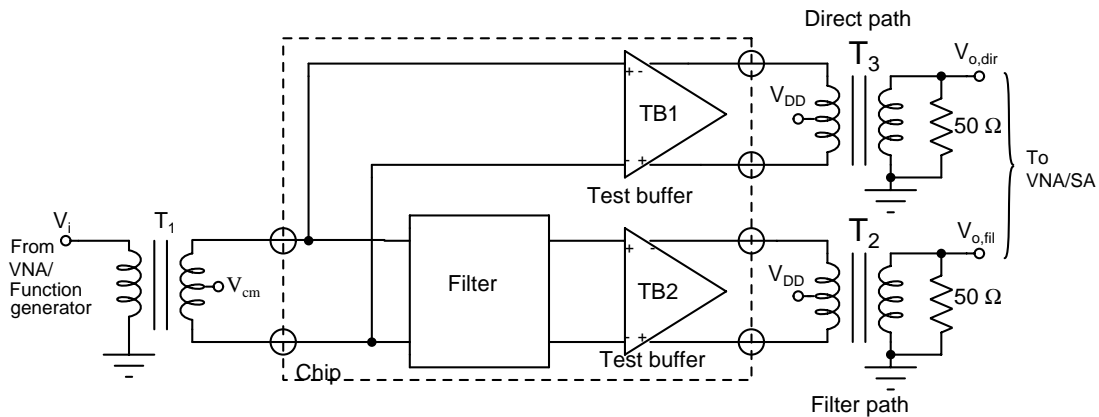 Direct path
T3
Vo,dir
VDD
+ -
TB1
- +
50 Ω
Test buffer
To
VNA/SA
Vi
T1
From
VNA/
Function
generator
Vcm
Filter
+ -
TB2
- +
Test buffer
T2
Vo,fil
VDD
50 Ω
Chip
Filter path